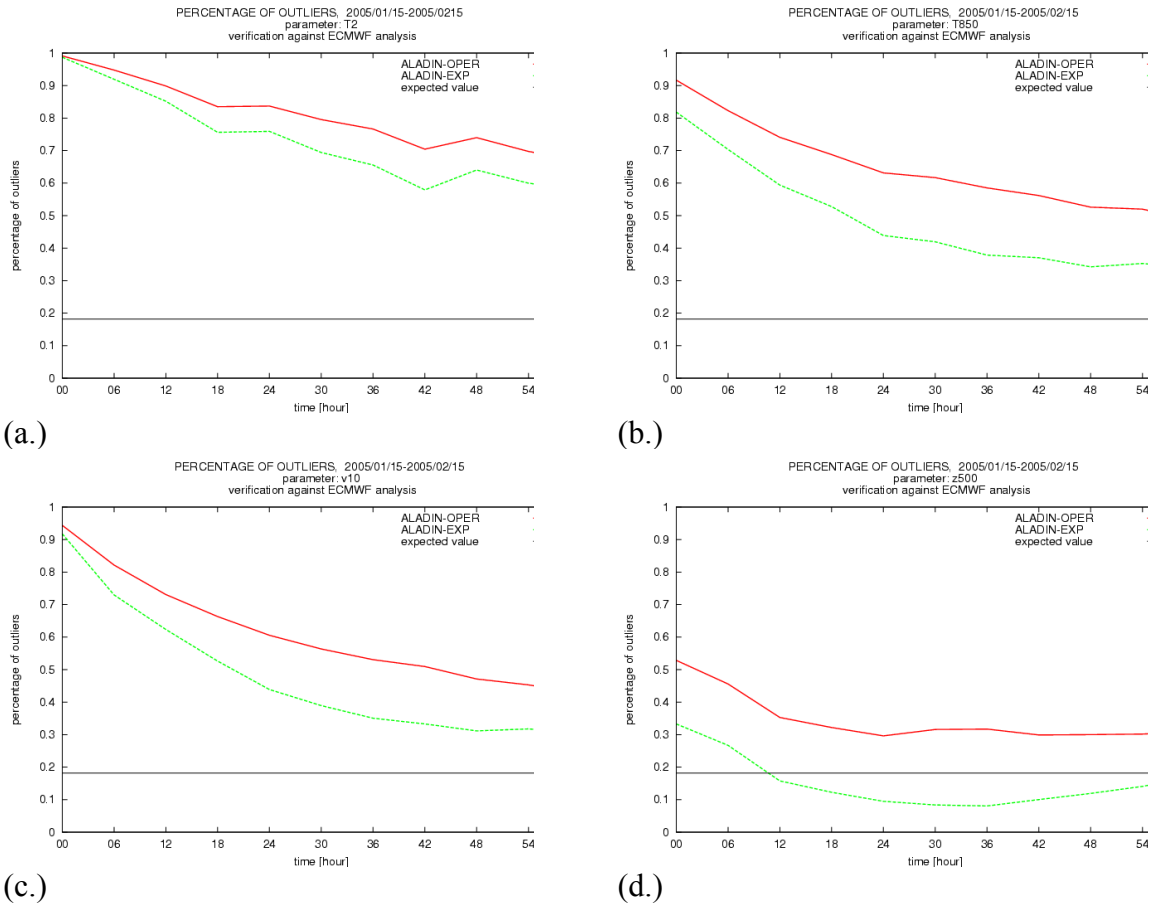 PERCENTAGE OF OUTLIERS, 2005/01/15-2005/0215
parameter: T2
verification against ECMWF analysis
ALADIN-OPER
ALADIN-EXP
expected value
percentage of outliers
1
0.9
0.8
0.7
0.6
0.5
0.4
0.3
0.2
0.1
0
00 06 12 18 24 30 36 42 48 54
time [hour]
(a.)
PERCENTAGE OF OUTLIERS, 2005/01/15-2005/02/15
parameter: T850
verification against ECMWF analysis
ALADIN-OPER
ALADIN-EXP
expected value
percentage of outliers
1
0.9
0.8
0.7
0.6
0.5
0.4
0.3
0.2
0.1
0
00 06 12 18 24 30 36 42 48 54
time [hour]
(b.)
PERCENTAGE OF OUTLIERS, 2005/01/15-2005/02/15
parameter: v10
verification against ECMWF analysis
ALADIN-OPER
ALADIN-EXP
expected value
percentage of outliers
1
0.9
0.8
0.7
0.6
0.5
0.4
0.3
0.2
0.1
0
00 06 12 18 24 30 36 42 48 54
time [hour]
(c.)
PERCENTAGE OF OUTLIERS, 2005/01/15-2005/02/15
parameter: z500
verification against ECMWF analysis
ALADIN-OPER
ALADIN-EXP
expected value
percentage of outliers
1
0.9
0.8
0.7
0.6
0.5
0.4
0.3
0.2
0.1
0
00 06 12 18 24 30 36 42 48 54
time [hour]
(d.)